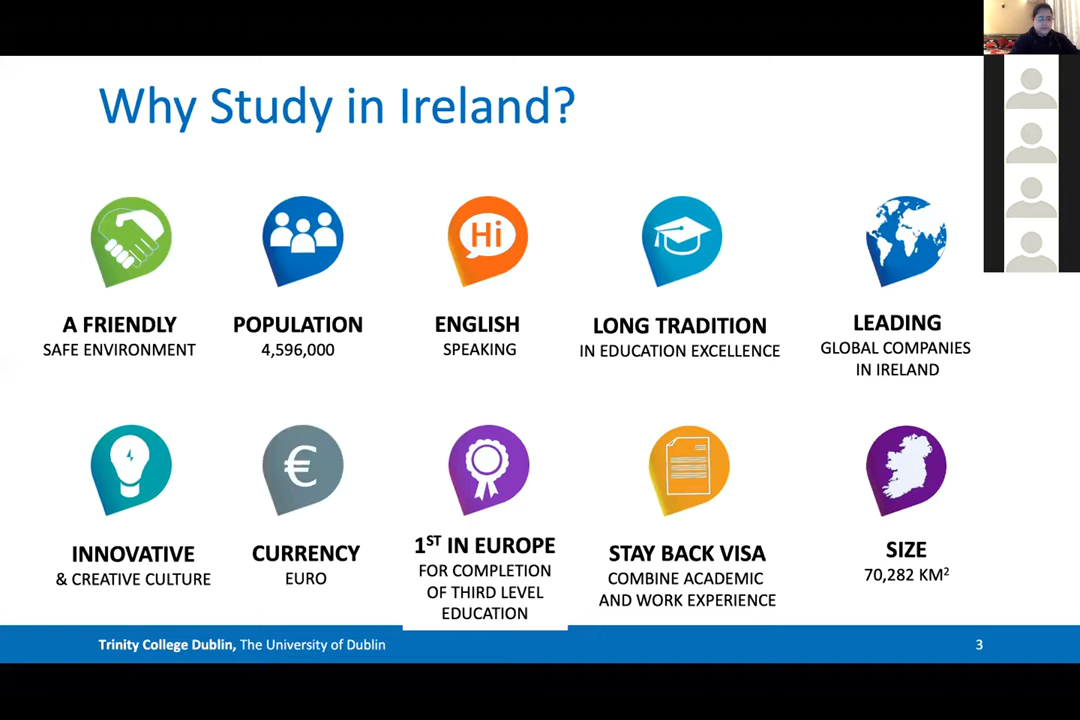 Why Study in Ireland?
Hi
A FRIENDLY
SAFE ENVIRONMENT
POPULATION
4,596,000
ENGLISH
SPEAKING
LONG TRADITION
IN EDUCATION EXCELLENCE
LEADING
GLOBAL COMPANIES
IN IRELAND
€
INNOVATIVE
& CREATIVE CULTURE
CURRENCY
EURO
1ST IN EUROPE
FOR COMPLETION
OF THIRD LEVEL
EDUCATION
STAY BACK VISA
COMBINE ACADEMIC
AND WORK EXPERIENCE
SIZE
70,282 KM²
Trinity College Dublin, The University of Dublin
3